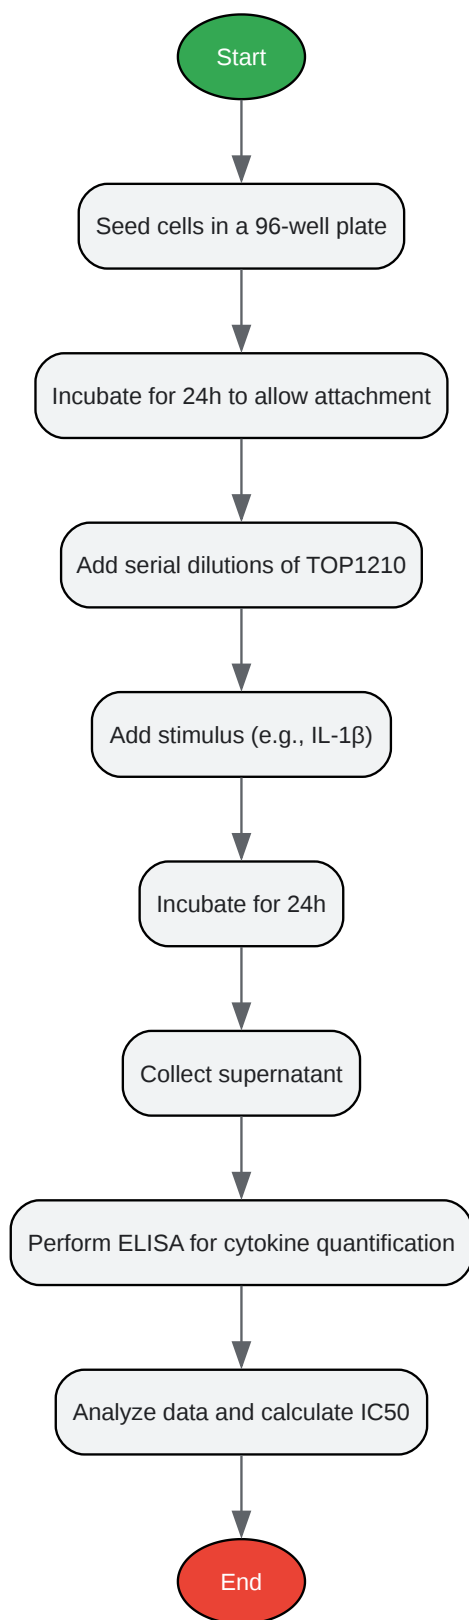 Start
Seed cells in a 96-well plate
Incubate for 24h to allow attachment
Add serial dilutions of TOP1210
Add stimulus (e.g., IL-1β)
Incubate for 24h
Collect supernatant
Perform ELISA for cytokine quantification
Analyze data and calculate IC50
End